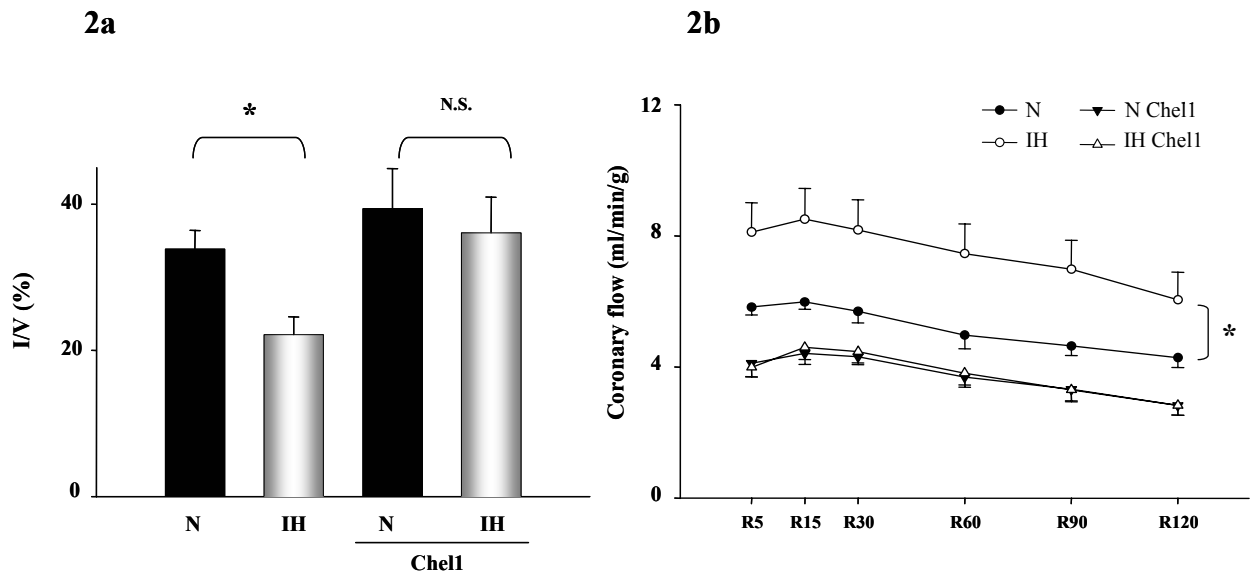 2a
*
N.S.
40
20
0
I/V (%)
N
IH
N
IH
Chel1
2b
12
8
4
0
Coronary flow (ml/min/g)
N
IH
N Chel1
IH Chel1
*
R5
R15
R30
R60
R90
R120